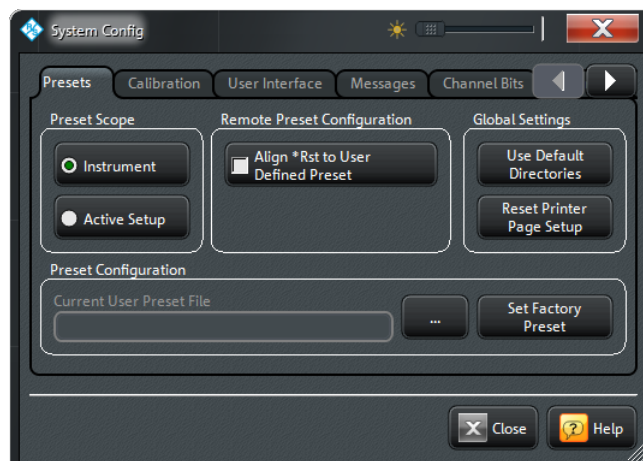 System Config
Presets Calibration User Interface Messages Channel Bits
Preset Scope
Instrument
Active Setup
Remote Preset Configuration
Align *Rst to User
Defined Preset
Global Settings
Use Default
Directories
Reset Printer
Page Setup
Preset Configuration
Current User Preset File
...
Set Factory
Preset
Close
Help